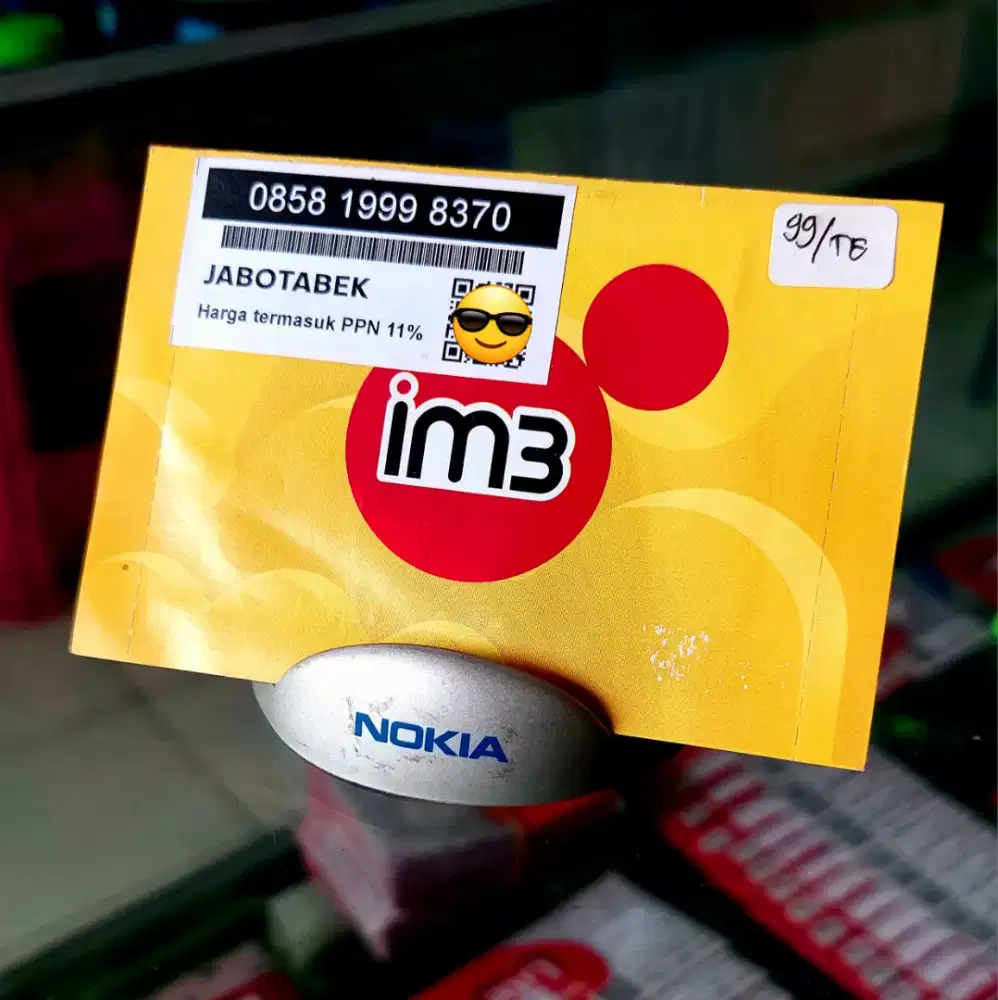 0858 1999 8370
JABOTABEK
Harga termasuk PPN 11%
99/TE
im3
NOKIA